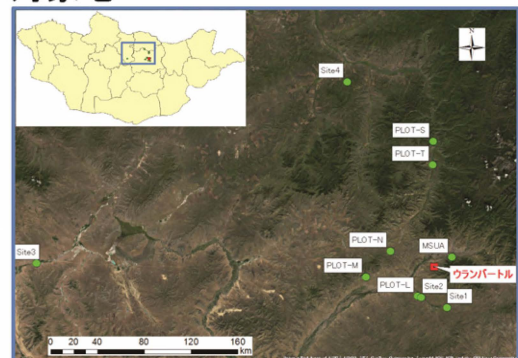 Site4
PLOT-S
PLOT-T
PLOT-N
MSUA
Site3
PLOT-M
ウランバートル
PLOT-L
Site2
Site1
0 20 40 80 120 160
km